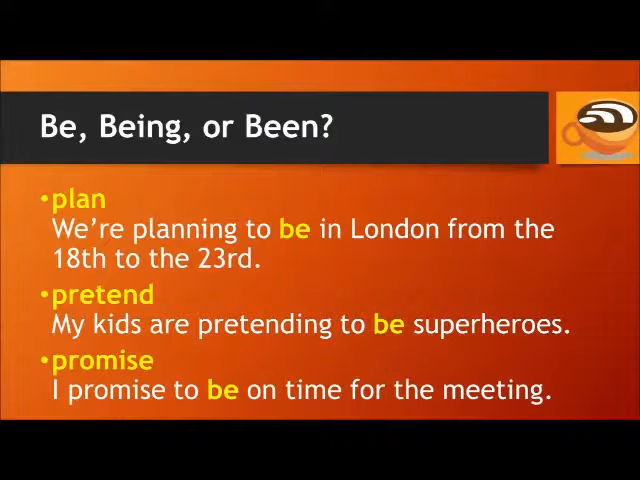 Be, Being, or Been?
•plan
We're planning to be in London from the
18th to the 23rd.
•pretend
My kids are pretending to be superheroes.
•promise
I promise to be on time for the meeting.